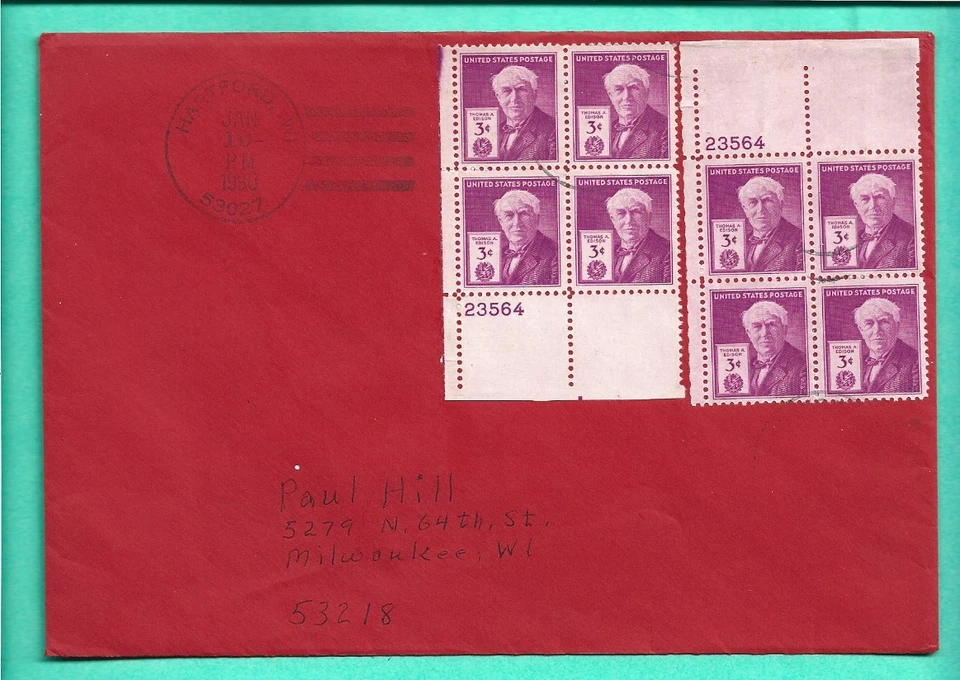 HARTFORD, WI
JAN
10
PM
53027
UNITED STATES POSTAGE
THOMAS A.
EDISON
3¢
UNITED STATES POSTAGE
THOMAS A.
EDISON
3¢
UNITED STATES POSTAGE
THOMAS A.
EDISON
3¢
UNITED STATES POSTAGE
THOMAS A.
EDISON
3¢
23564
23564
UNITED STATES POSTAGE
THOMAS A.
EDISON
3¢
UNITED STATES POSTAGE
THOMAS A.
EDISON
3¢
UNITED STATES POSTAGE
THOMAS A.
EDISON
3¢
UNITED STATES POSTAGE
THOMAS A.
EDISON
3¢
Paul Hill
5279 N. 64th, St.
Milwaukee, WI
53218